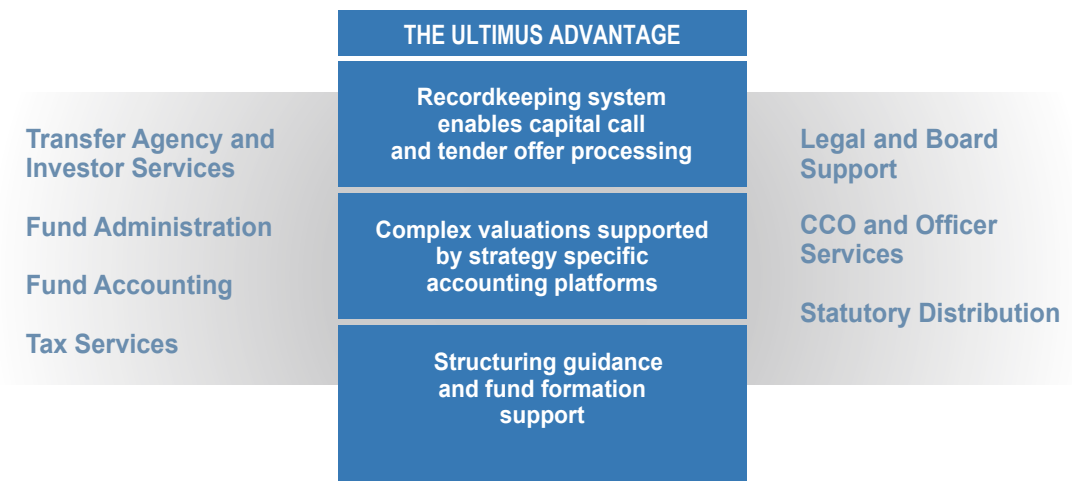 THE ULTIMUS ADVANTAGE
Transfer Agency and
Investor Services
Fund Administration
Fund Accounting
Tax Services
Recordkeeping system
enables capital call
and tender offer processing
Complex valuations supported
by strategy specific
accounting platforms
Structuring guidance
and fund formation
support
Legal and Board
Support
CCO and Officer
Services
Statutory Distribution